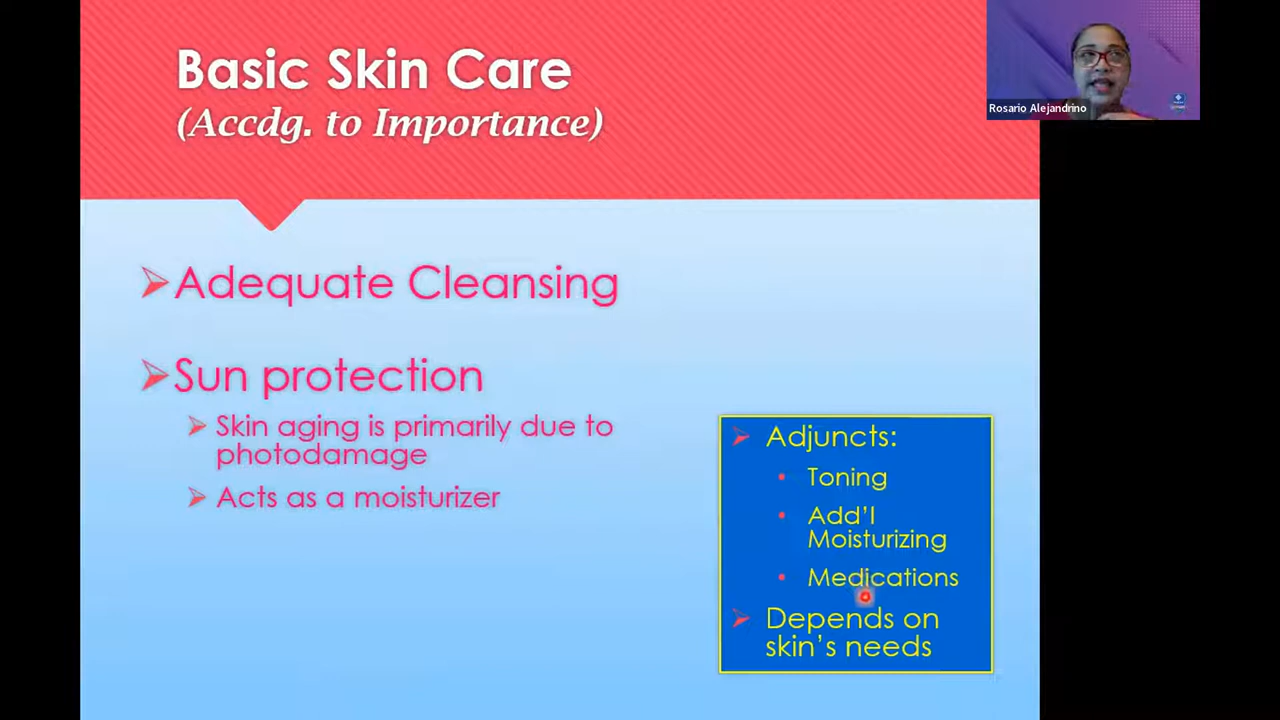 Basic Skin Care
(Accdg. to Importance)
Rosario Alejandrino
Adequate Cleansing
Sun protection
Skin aging is primarily due to
photodamage
Acts as a moisturizer
Adjuncts:
Toning
Add'l
Moisturizing
Medications
Depends on
skin's needs